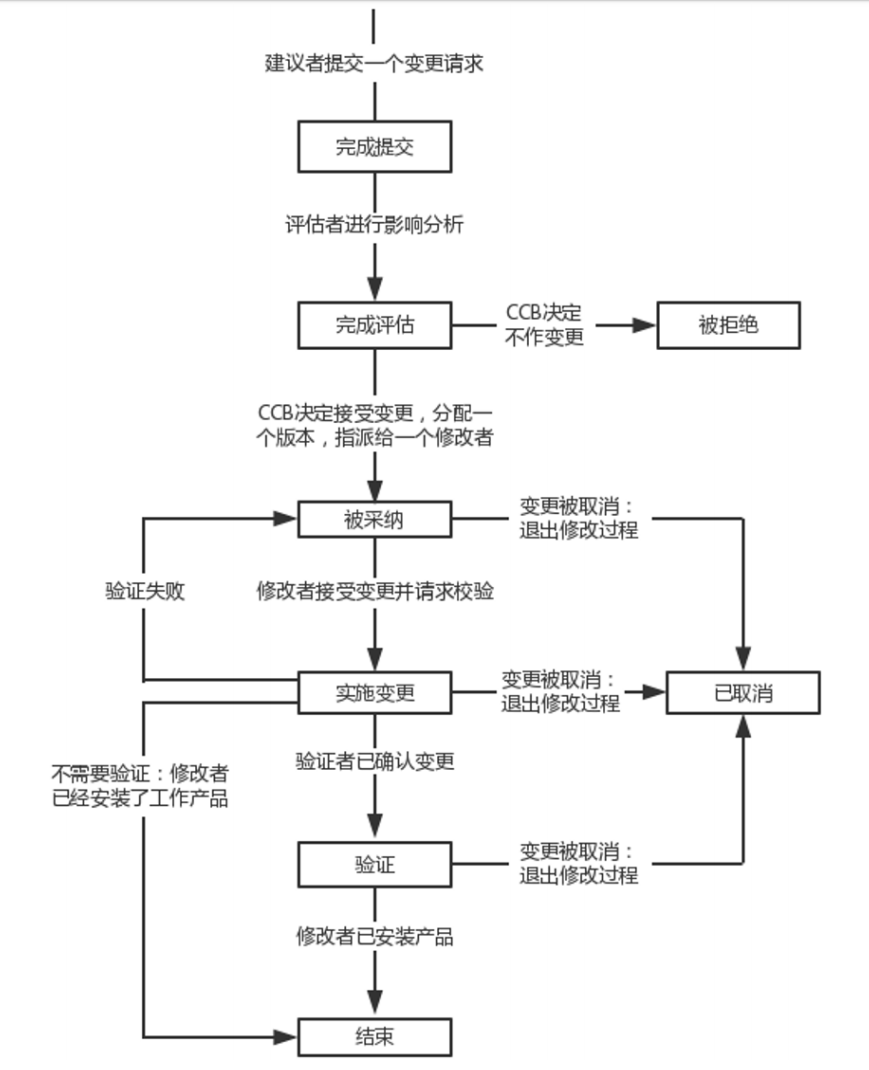 建议者提交一个变更请求
完成提交
评估者进行影响分析
完成评估
CCB决定
不作变更
被拒绝
CCB决定接受变更，分配一
个版本，指派给一个修改者
被采纳
变更被取消：
退出修改过程
验证失败
修改者接受变更并请求校验
实施变更
变更被取消：
退出修改过程
已取消
验证者已确认变更
不需要验证：修改者
已经安装了工作产品
验证
变更被取消：
退出修改过程
修改者已安装产品
结束